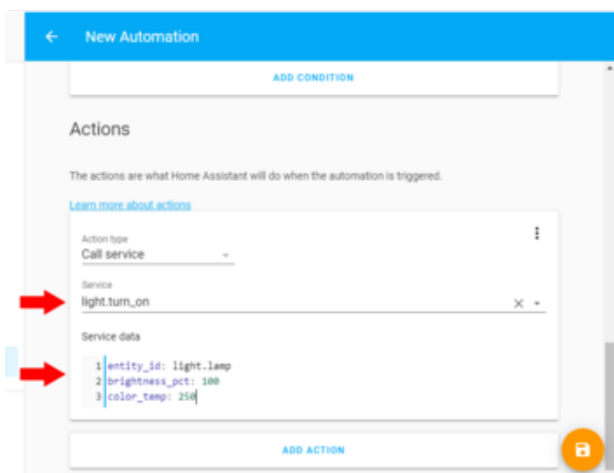 New Automation
ADD CONDITION
Actions
The actions are what Home Assistant will do when the automation is triggered.
Learn more about actions
Action type
Call service
Service
light.turn_on
Service data
1 entity_id: light.lamp
2 brightness_pct: 100
3 color_temp: 250
ADD ACTION